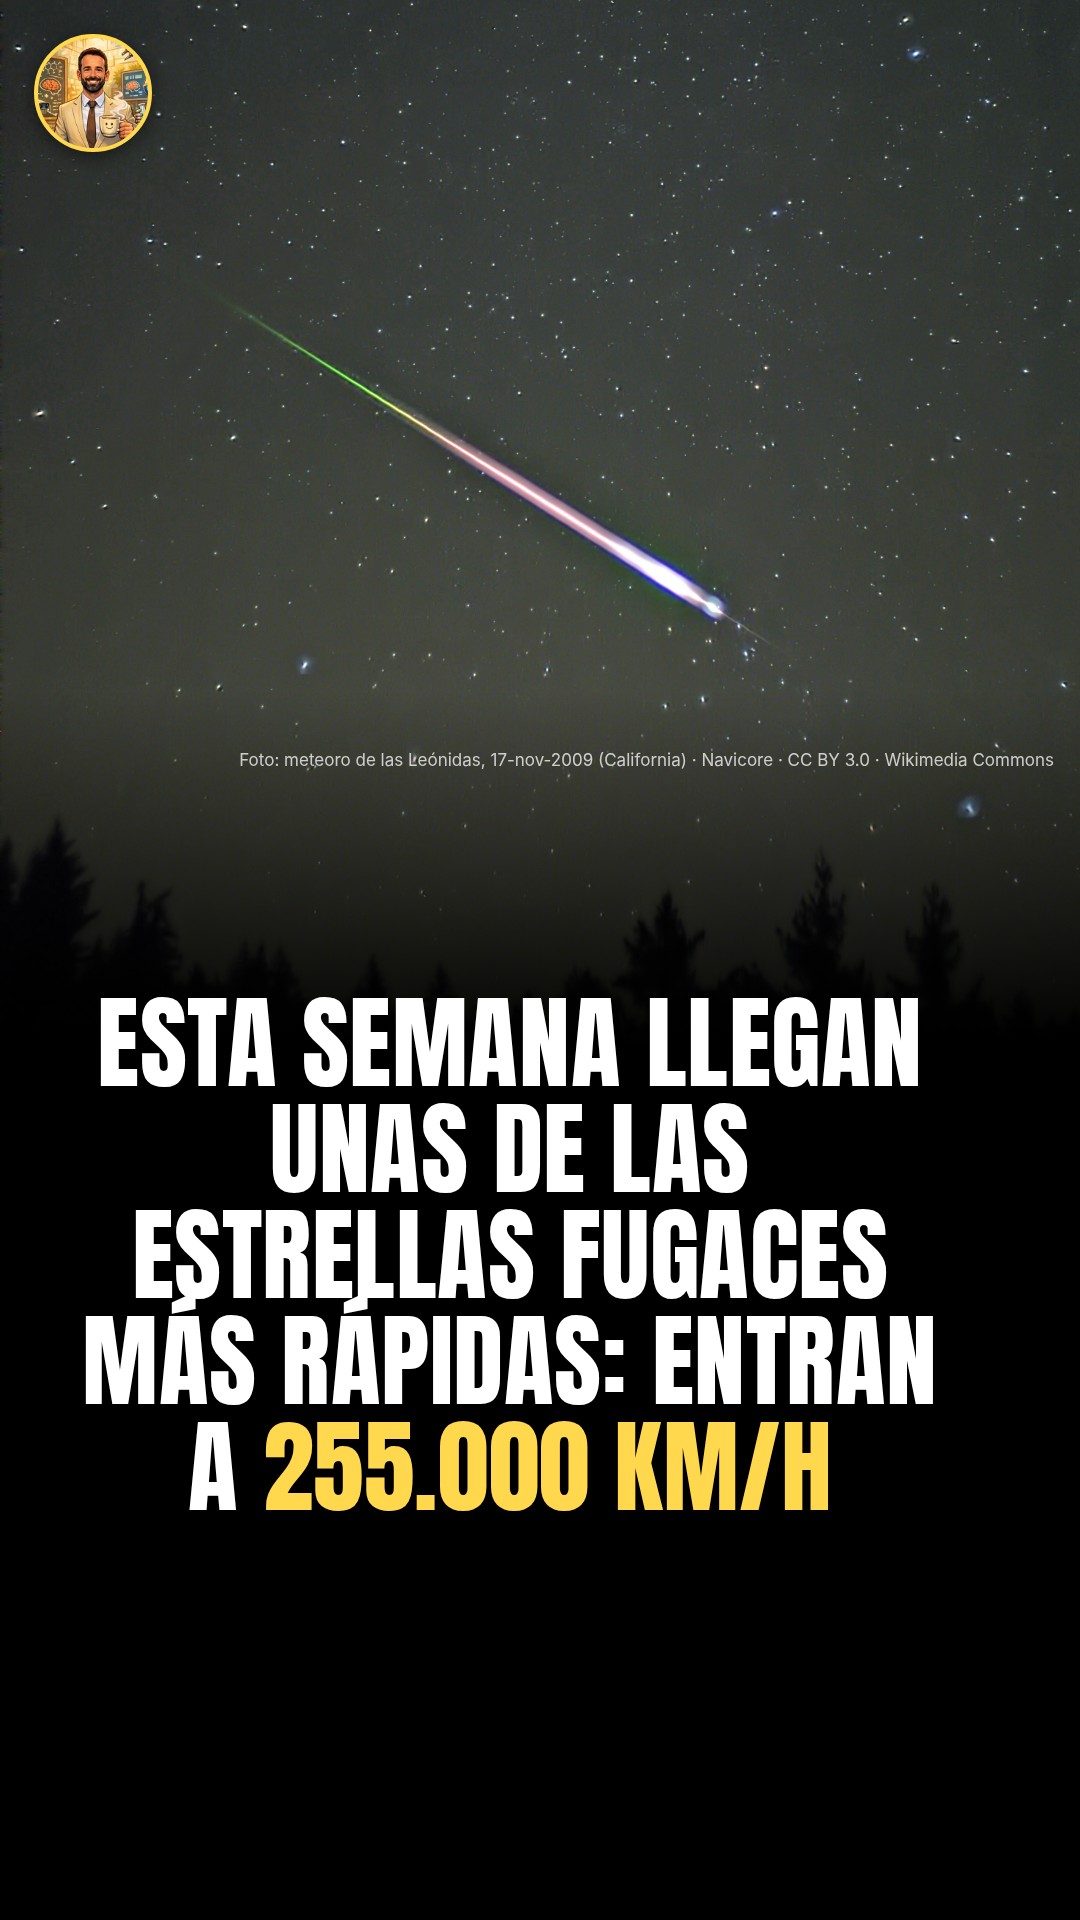 Foto: meteoro de las Leónidas, 17-nov-2009 (California) · Navicore · CC BY 3.0 · Wikimedia Commons
ESTA SEMANA LLEGAN
UNAS DE LAS
ESTRELLAS FUGACES
MÁS RÁPIDAS: ENTRAN
A 255.000 KM/H